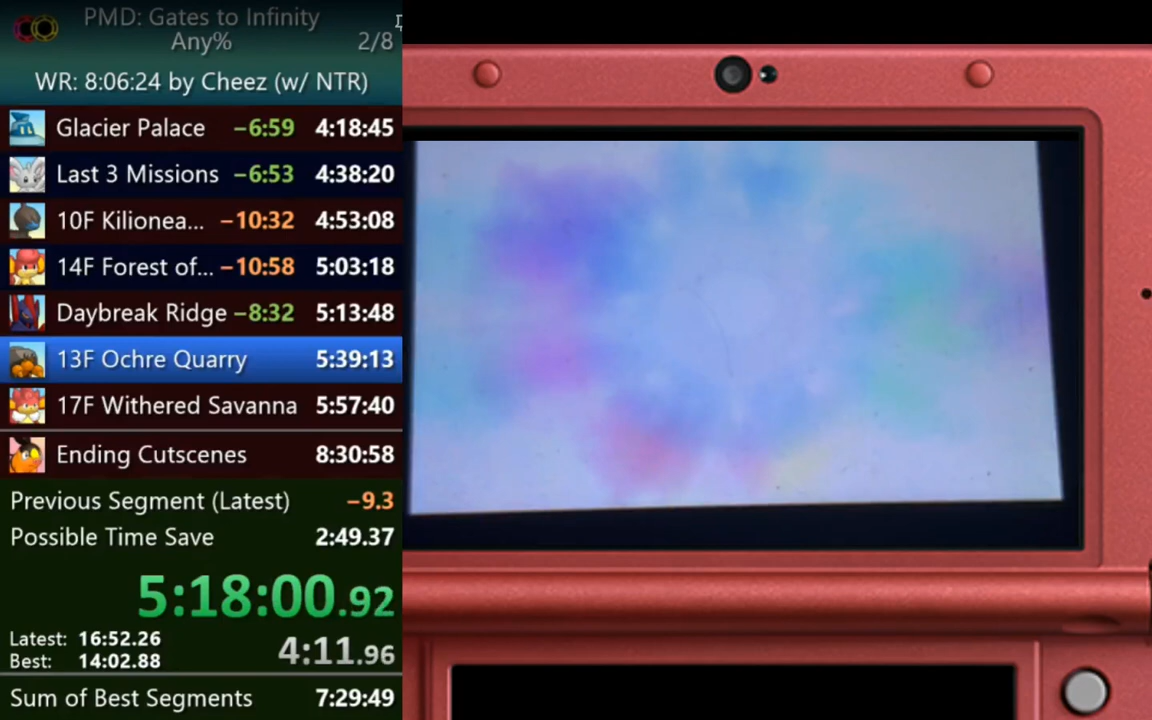 PMD: Gates to Infinity
Any% 2/8
WR: 8:06:24 by Cheez (w/ NTR)
Glacier Palace −6:59 4:18:45
Last 3 Missions −6:53 4:38:20
10F Kilionea... −10:32 4:53:08
14F Forest of... −10:58 5:03:18
Daybreak Ridge −8:32 5:13:48
13F Ochre Quarry 5:39:13
17F Withered Savanna 5:57:40
Ending Cutscenes 8:30:58
Previous Segment (Latest) −9.3
Possible Time Save 2:49.37
5:18:00.92
Latest: 16:52.26
Best: 14:02.88
4:11.96
Sum of Best Segments 7:29:49